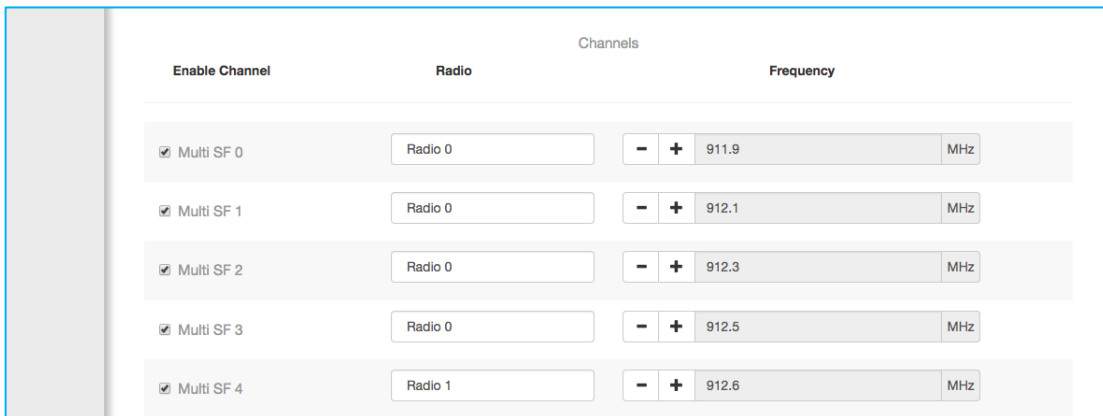 Channels
Enable Channel Radio Frequency
Multi SF 0 Radio 0 - + 911.9 MHz
Multi SF 1 Radio 0 - + 912.1 MHz
Multi SF 2 Radio 0 - + 912.3 MHz
Multi SF 3 Radio 0 - + 912.5 MHz
Multi SF 4 Radio 1 - + 912.6 MHz